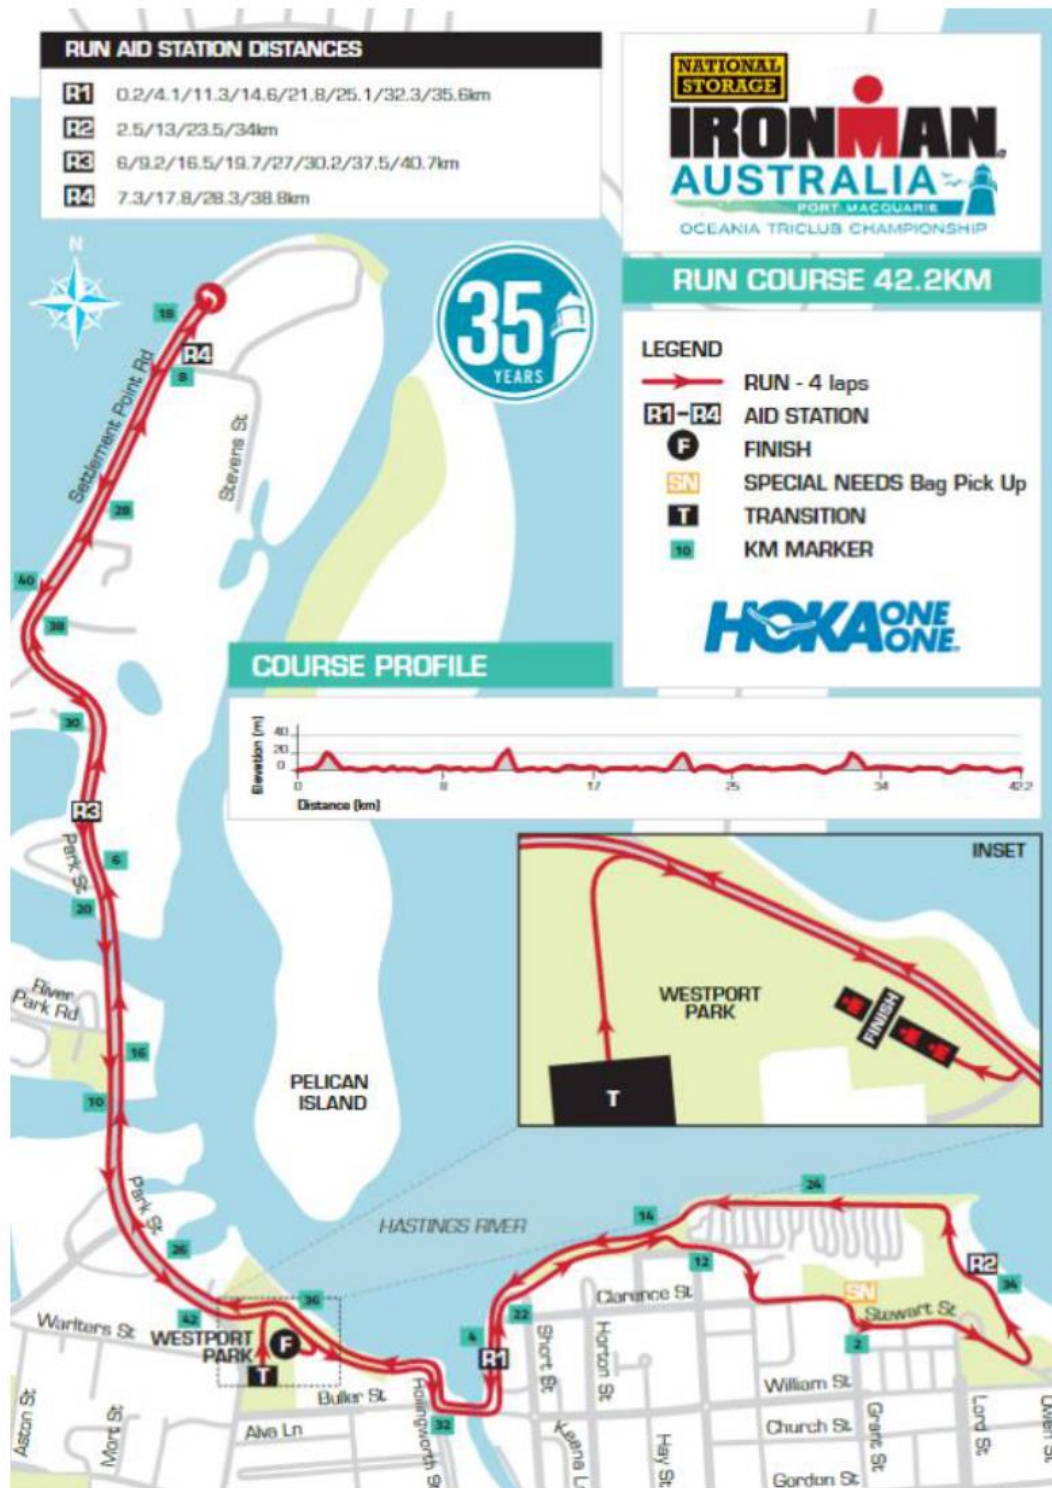 RUN AID STATION DISTANCES
R1 0.2/4.1/11.3/14.6/21.8/25.1/32.3/35.6km
R2 2.5/13/23.5/34km
R3 6/9.2/16.5/19.7/27/30.2/37.5/40.7km
R4 7.3/17.8/28.3/38.8km
NATIONAL
STORAGE
IRONMAN
AUSTRALIA
PORT MACQUARIE
OCEANIA TRICLUB CHAMPIONSHIP
RUN COURSE 42.2KM
LEGEND
RUN - 4 laps
R1-R4 AID STATION
F FINISH
SN SPECIAL NEEDS Bag Pick Up
T TRANSITION
10 KM MARKER
HOKA ONE
ONE
N
35
YEARS
18
R4
8
Settlement Point Rd
Stevens St
28
40
38
30
COURSE PROFILE
Elevation (m)
40
20
0
0 8 17 25 34 42.2
Distance (km)
R3
Park St
6
20
River
Park Rd
16
10
Park St
26
42
36
PELICAN
ISLAND
INSET
WESTPORT
PARK
FINISH
T
HASTINGS RIVER
Warlters St
WESTPORT
PARK
F
T
Buller St
Alva Ln
Aston St
Mort St
Hollingworth St
32
4
R1
22
14
12
24
Clarence St
SN
R2
34
Stewart St
2
Short St
Horton St
William St
Church St
Gordon St
Grant St
Lord St
Owen St
Hay St
Keena L